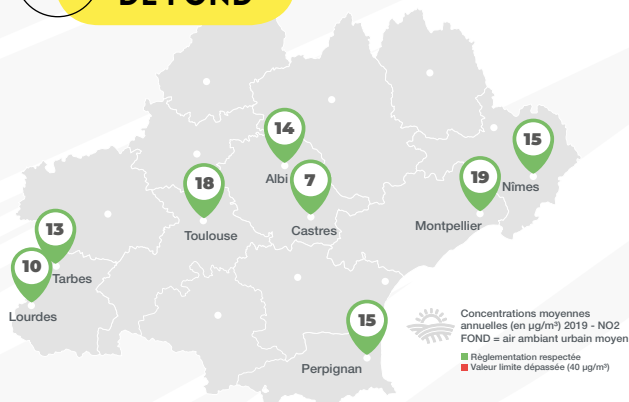 DE FOND
14
15
Albi
7
18
19
Nîmes
Toulouse
Castres
Montpellier
13
10
Tarbes
Lourdes
15
Perpignan
Concentrations moyennes
annuelles (en µg/m³) 2019 - NO2
FOND = air ambiant urbain moyen
Règlementation respectée
Valeur limite dépassée (40 µg/m³)